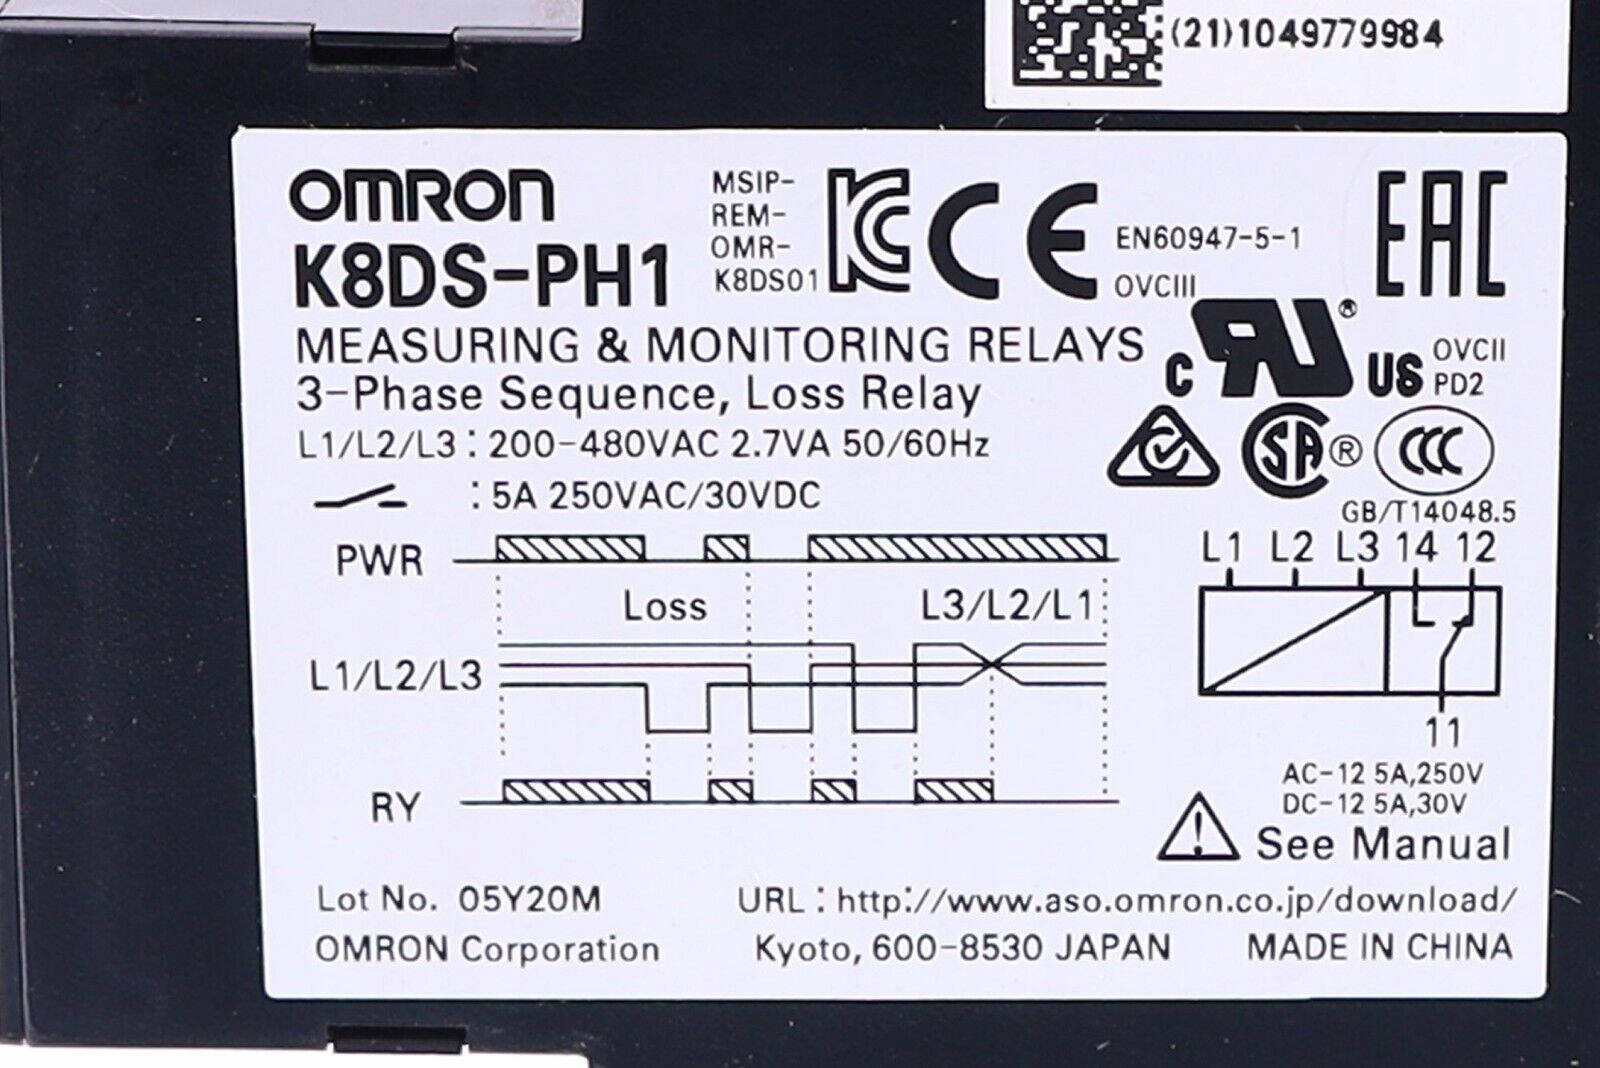 (21)1049779984
OMRON
K8DS-PH1
MSIP-
REM-
OMR-
K8DS01
EN60947-5-1
OVCIII
EAC
MEASURING & MONITORING RELAYS
3-Phase Sequence, Loss Relay
C RU® US
OVCII
PD2
L1/L2/L3 : 200-480VAC 2.7VA 50/60Hz
SA®
CCC
: 5A 250VAC/30VDC
GB/T14048.5
PWR
L1 L2 L3 14 12
Loss
L3/L2/L1
L1/L2/L3
11
RY
AC-12 5A,250V
DC-12 5A,30V
See Manual
Lot No. 05Y20M
URL : http://www.aso.omron.co.jp/download/
OMRON Corporation
Kyoto, 600-8530 JAPAN
MADE IN CHINA